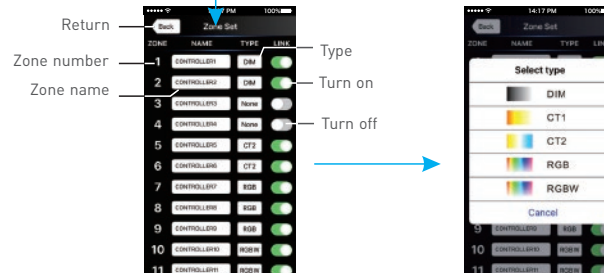 PM 100%
Return
Back Zone Set
ZONE NAME TYPE LINK
Zone number
Zone name
1 CONTROLLER1 DIM
2 CONTROLLER2 DIM
3 CONTROLLER3 None
4 CONTROLLER4 None
5 CONTROLLER5 CT2
6 CONTROLLER6 CT2
7 CONTROLLER7 RGB
8 CONTROLLER8 RGB
9 CONTROLLER9 RGB
10 CONTROLLER10 RGBW
11 CONTROLLER11 RGBW
Type
Turn on
Turn off
14:17 PM 100%
Back Zone Set
ZONE NAME TYPE
Select type
DIM
CT1
CT2
RGB
RGBW
Cancel
9 CONTROLLER9 RGB
10 CONTROLLER10 RGBW
11 CONTROLLER11 RGBW